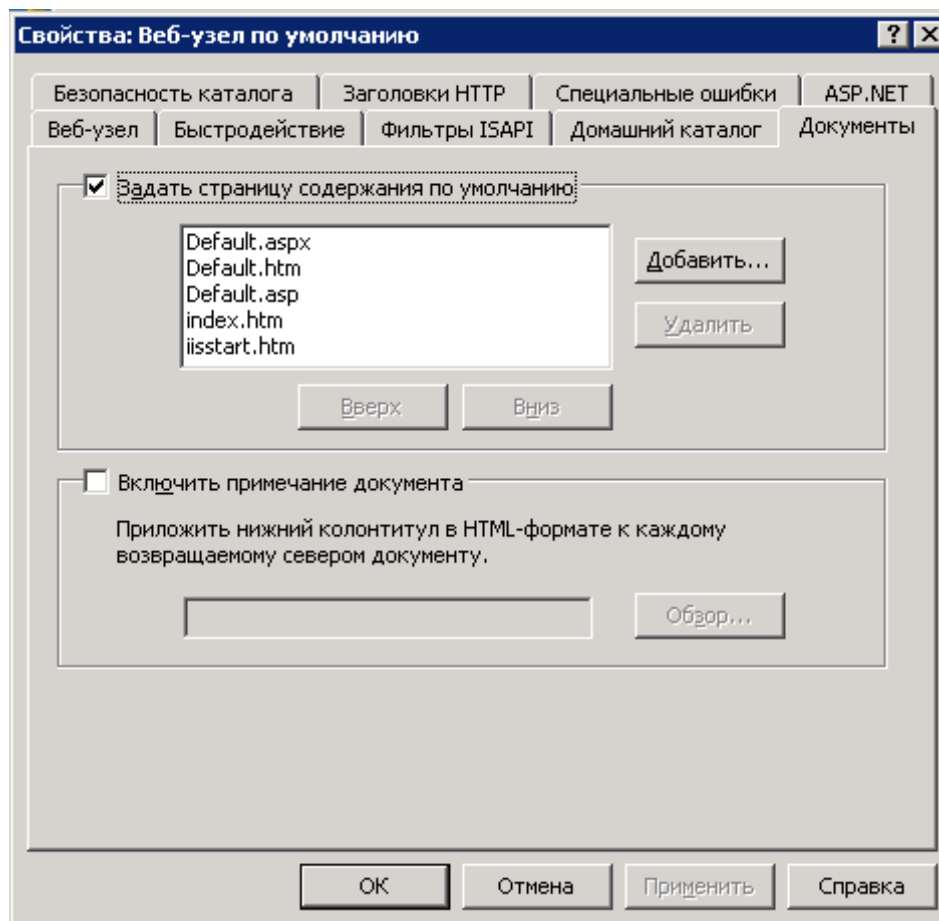 Свойства: Веб-узел по умолчанию
Безопасность каталога Заголовки HTTP Специальные ошибки ASP.NET
Веб-узел Быстродействие Фильтры ISAPI Домашний каталог Документы
Задать страницу содержания по умолчанию
Default.aspx
Default.htm
Default.asp
index.htm
iisstart.htm
Добавить...
Удалить
Вверх Вниз
Включить примечание документа
Приложить нижний колонтитул в HTML-формате к каждому
возвращаемому севером документу.
Обзор...
ОК Отмена Применить Справка